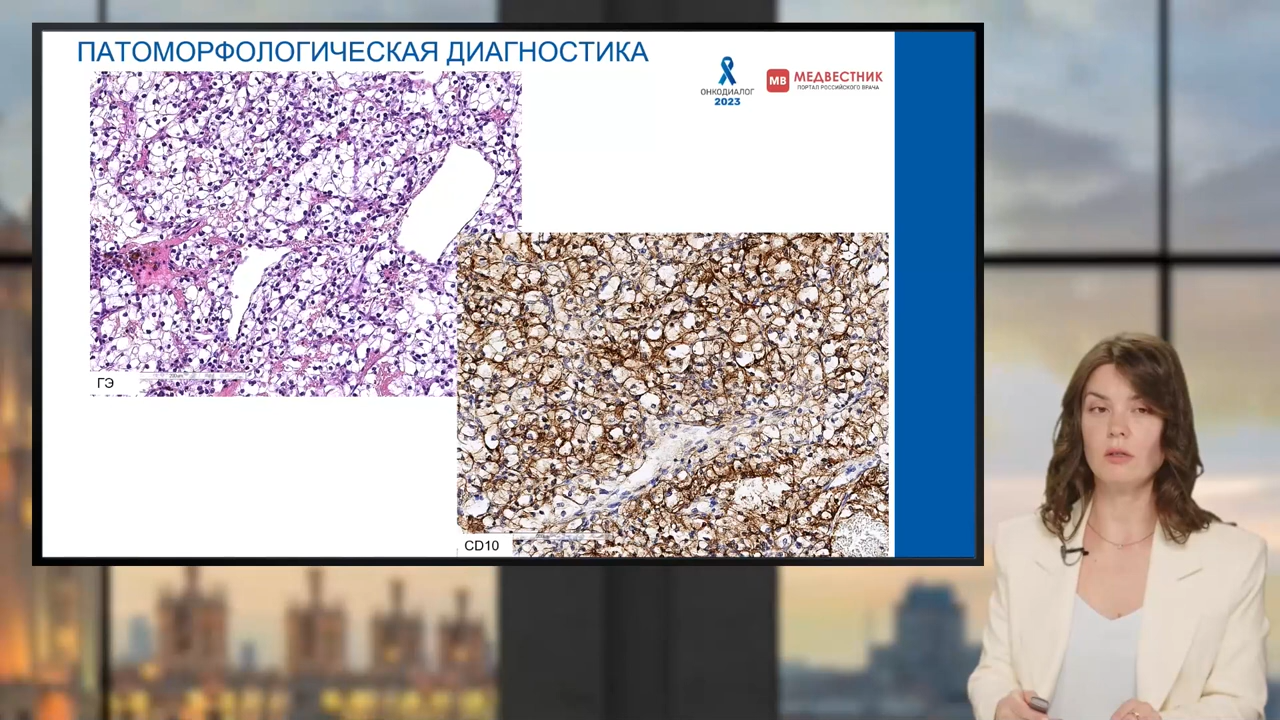 ПАТОМОРФОЛОГИЧЕСКАЯ ДИАГНОСТИКА
ОНКОДИАЛОГ
2023
МВ
МЕДВЕСТНИК
ПОРТАЛ РОССИЙСКОГО ВРАЧА
ГЭ
CD10